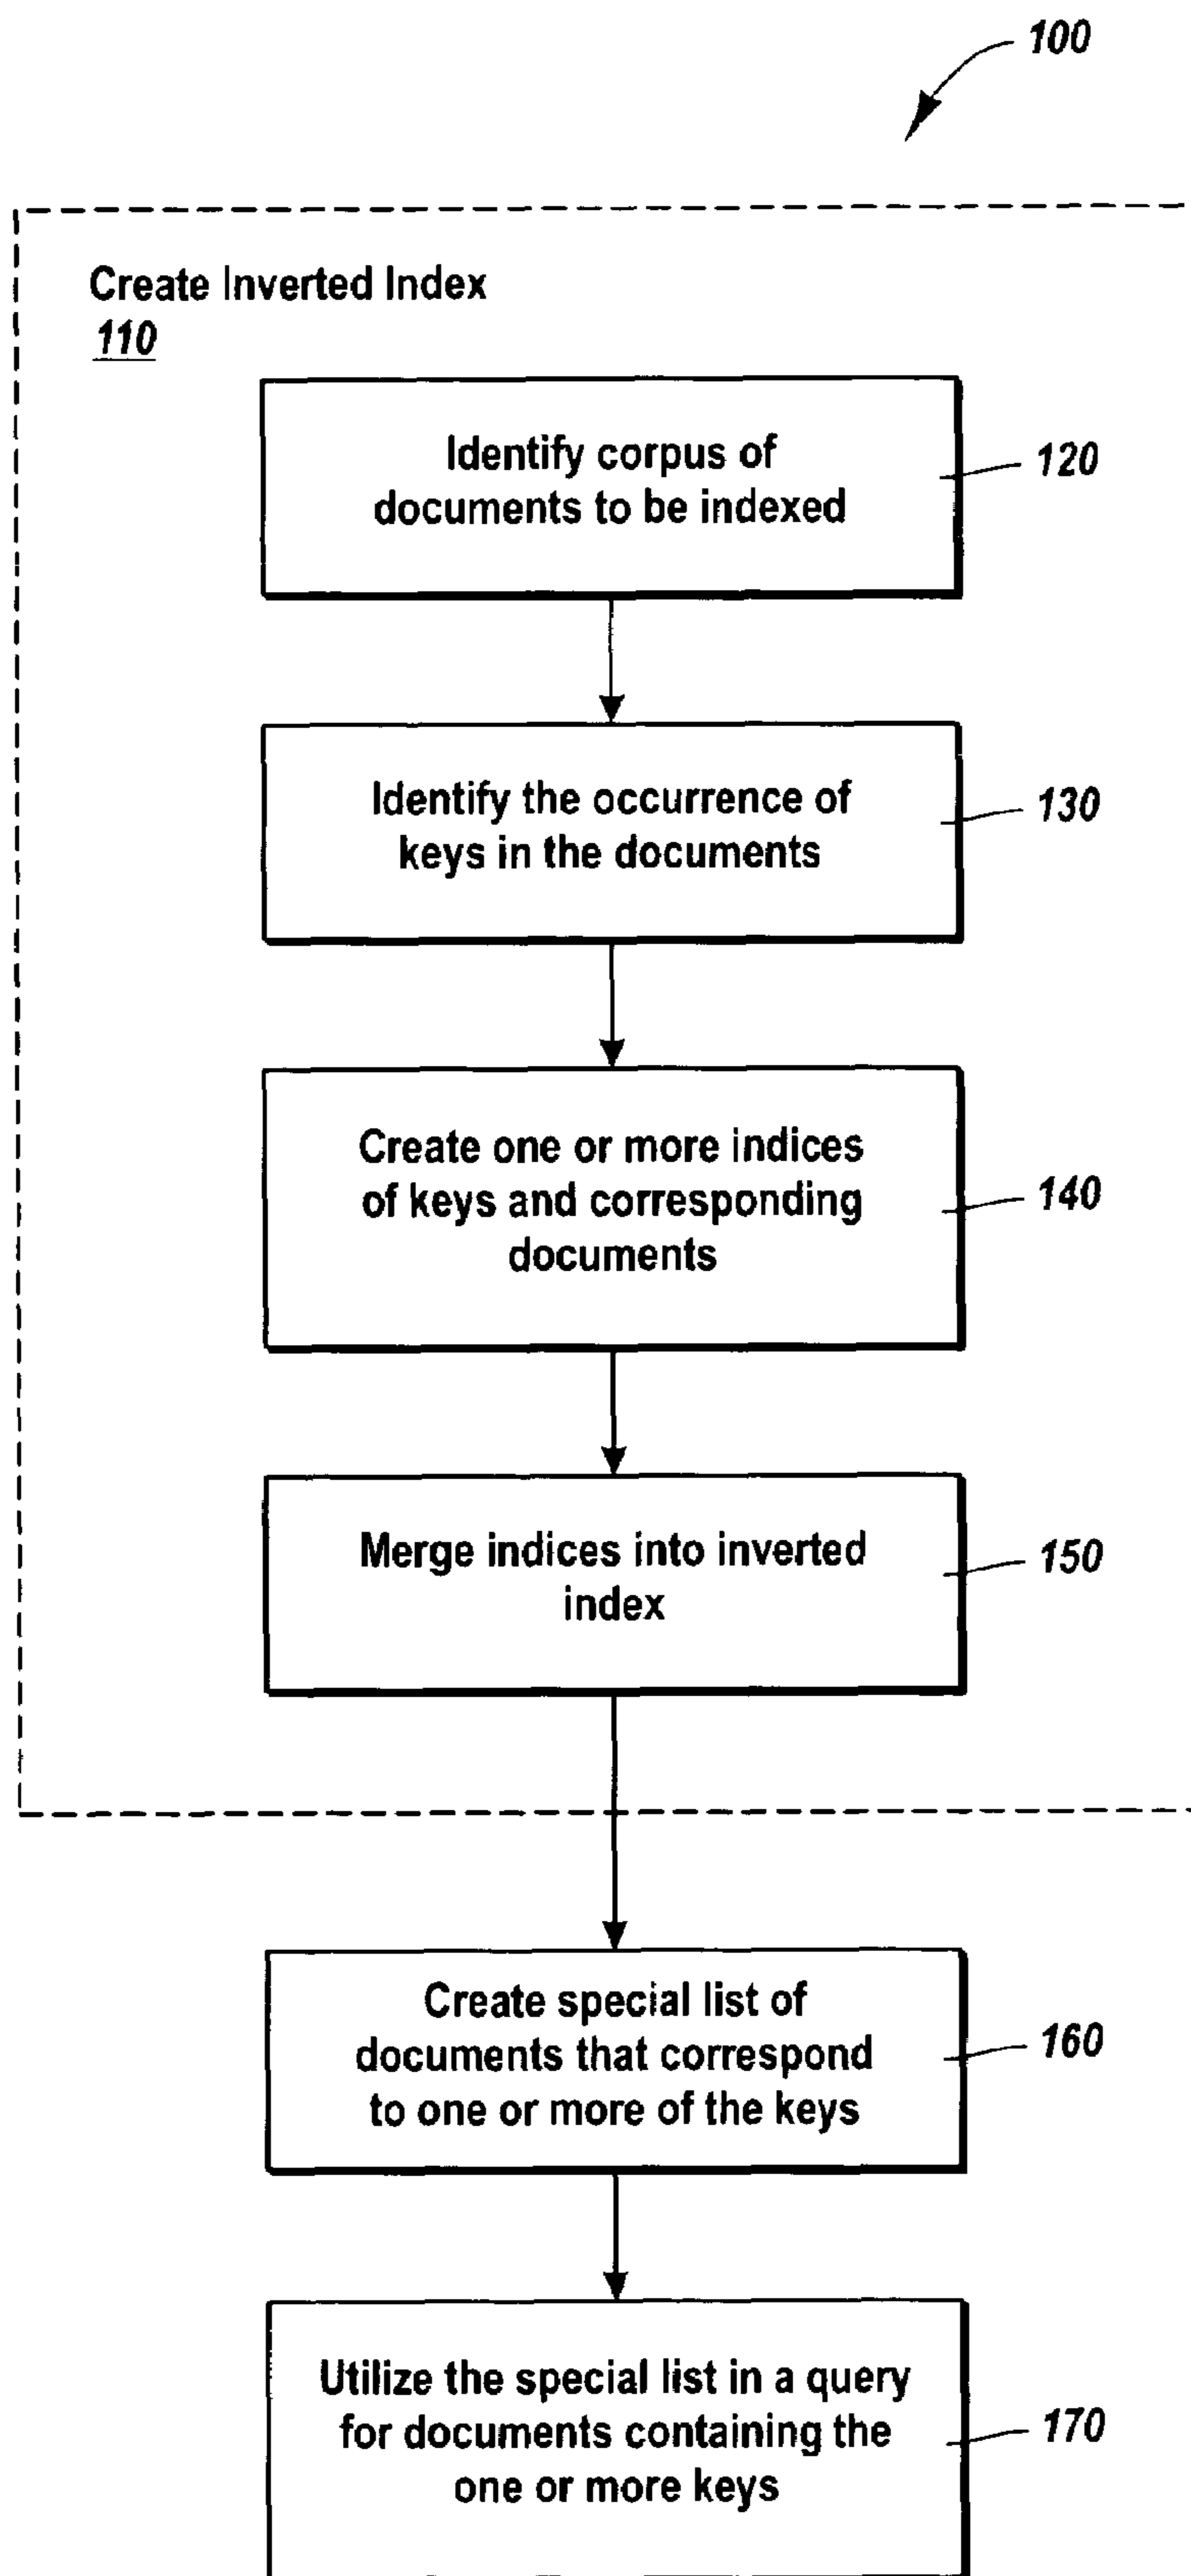 100
Create Inverted Index
110
Identify corpus of
documents to be indexed
120
Identify the occurrence of
keys in the documents
130
Create one or more indices
of keys and corresponding
documents
140
Merge indices into inverted
index
150
Create special list of
documents that correspond
to one or more of the keys
160
Utilize the special list in a query
for documents containing the
one or more keys
170